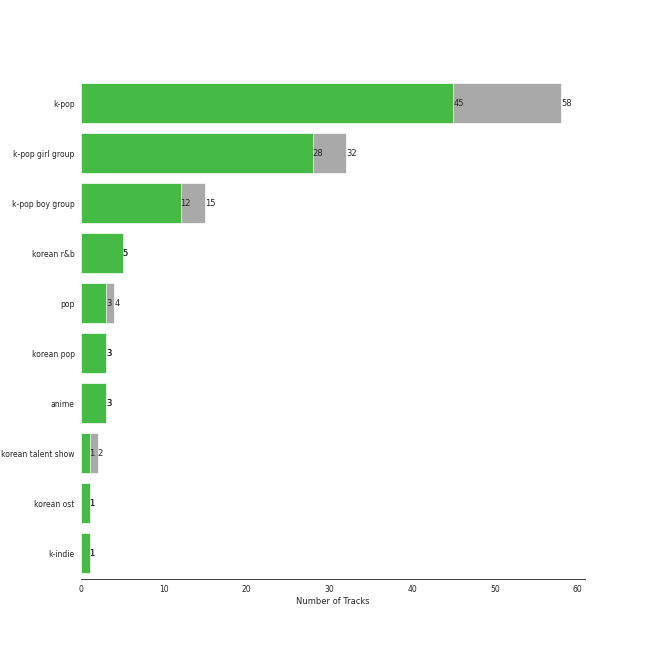 k-pop 45 58
k-pop girl group 28 32
k-pop boy group 12 15
korean r&b 5
pop 3 4
korean pop 3
anime 3
korean talent show 1 2
korean ost 1
k-indie 1
0 10 20 30 40 50 60
Number of Tracks